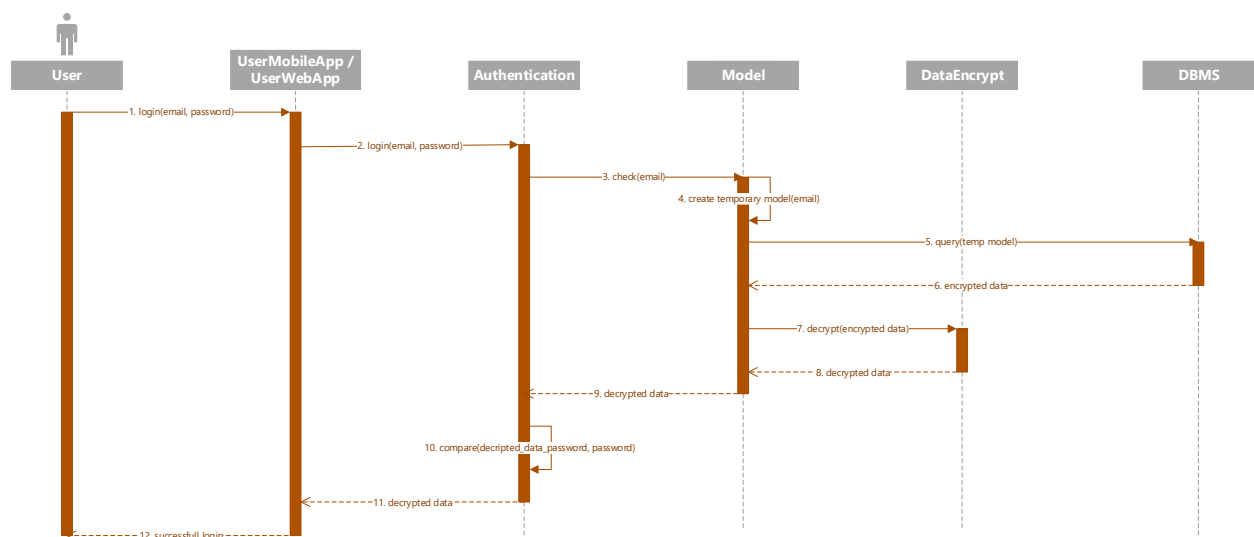 User
UserMobileApp /
UserWebApp
Authentication
Model
DataEncrypt
DBMS
1. login(email, password)
2. login(email, password)
3. check(email)
4. create temporary model(email)
5. query(temp model)
6. encrypted data
7. decrypt(encrypted data)
8. decrypted data
9. decrypted data
10. compare(decripted_data_password, password)
11. decrypted data
12. successfull login